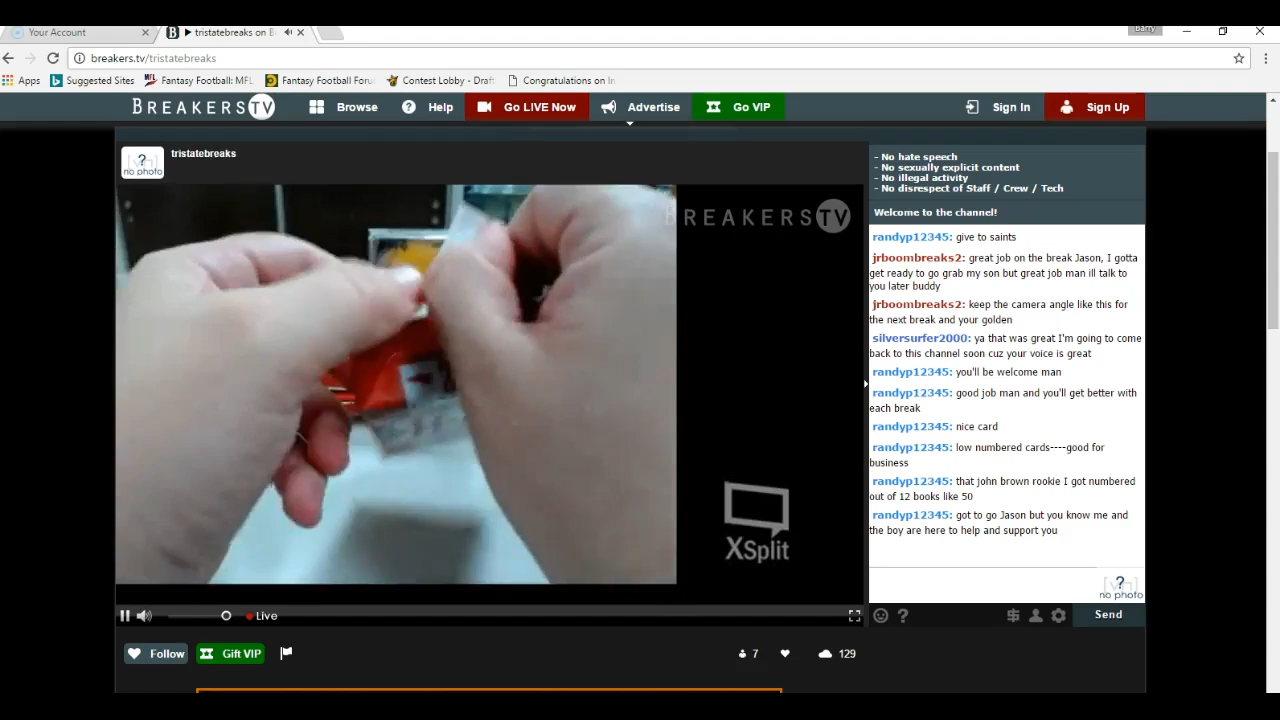 Your Account
tristatebreaks on B
Barry
breakers.tv/tristatebreaks
Apps
Suggested Sites
Fantasy Football: MFL
Fantasy Football Foru
Contest Lobby - Draft
Congratulations on
BREAKERS TV
Browse
Help
Go LIVE Now
Advertise
Go VIP
Sign In
Sign Up
?
no photo
tristatebreaks
BREAKERS TV
XSplit
- No hate speech
- No sexually explicit content
- No illegal activity
- No disrespect of Staff / Crew / Tech
Welcome to the channel!
randyp12345: give to saints
jrboombreaks2: great job on the break Jason, I gotta
get ready to go grab my son but great job man ill talk to
you later buddy
jrboombreaks2: keep the camera angle like this for
the next break and your golden
silversurfer2000: ya that was great I'm going to come
back to this channel soon cuz your voice is great
randyp12345: you'll be welcome man
randyp12345: good job man and you'll get better with
each break
randyp12345: nice card
randyp12345: low numbered cards----good for
business
randyp12345: that john brown rookie I got numbered
out of 12 books like 50
randyp12345: got to go Jason but you know me and
the boy are here to help and support you
?
no photo
Live
Send
Follow
Gift VIP
7
129